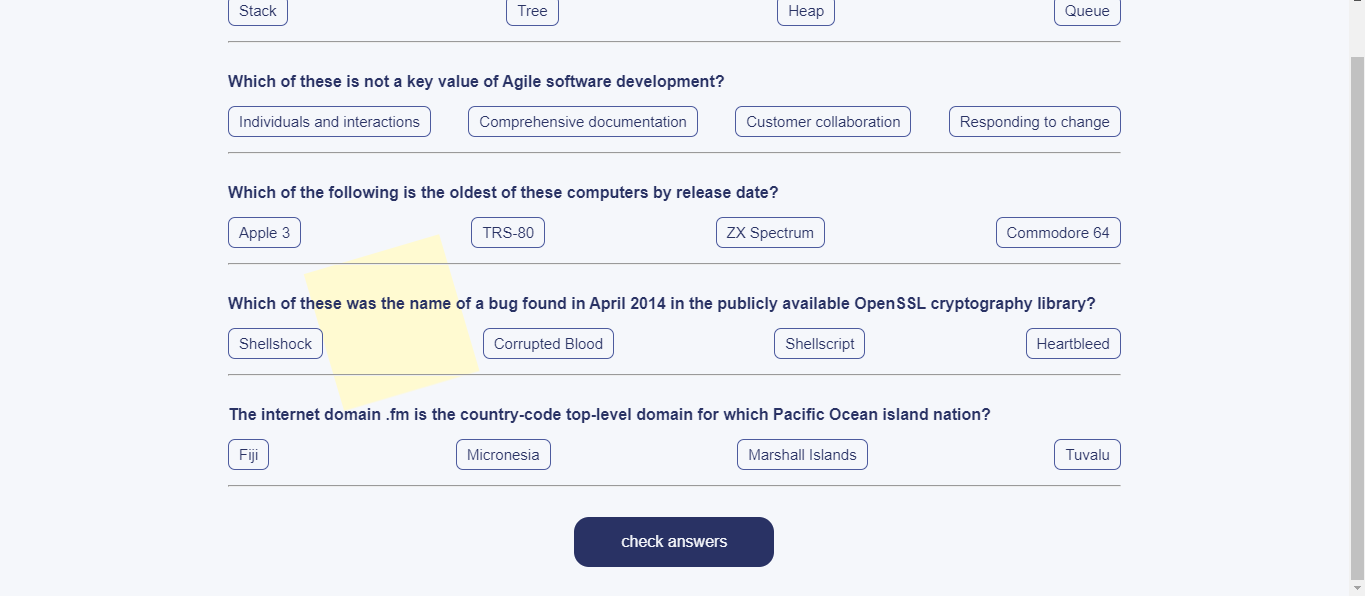 Stack Tree Heap Queue
Which of these is not a key value of Agile software development?
Individuals and interactions Comprehensive documentation Customer collaboration Responding to change
Which of the following is the oldest of these computers by release date?
Apple 3 TRS-80 ZX Spectrum Commodore 64
Which of these was the name of a bug found in April 2014 in the publicly available OpenSSL cryptography library?
Shellshock Corrupted Blood Shellscript Heartbleed
The internet domain .fm is the country-code top-level domain for which Pacific Ocean island nation?
Fiji Micronesia Marshall Islands Tuvalu
check answers